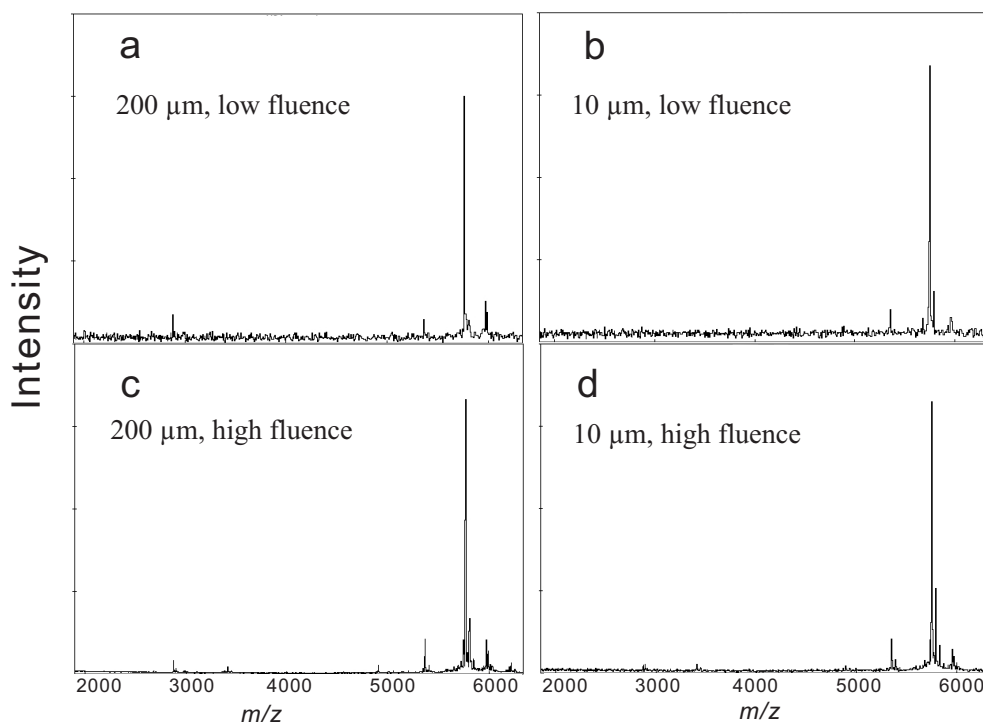 a
200 µm, low fluence
b
10 µm, low fluence
Intensity
c
200 µm, high fluence
d
10 µm, high fluence
2000 3000 4000 5000 6000
m/z
2000 3000 4000 5000 6000
m/z